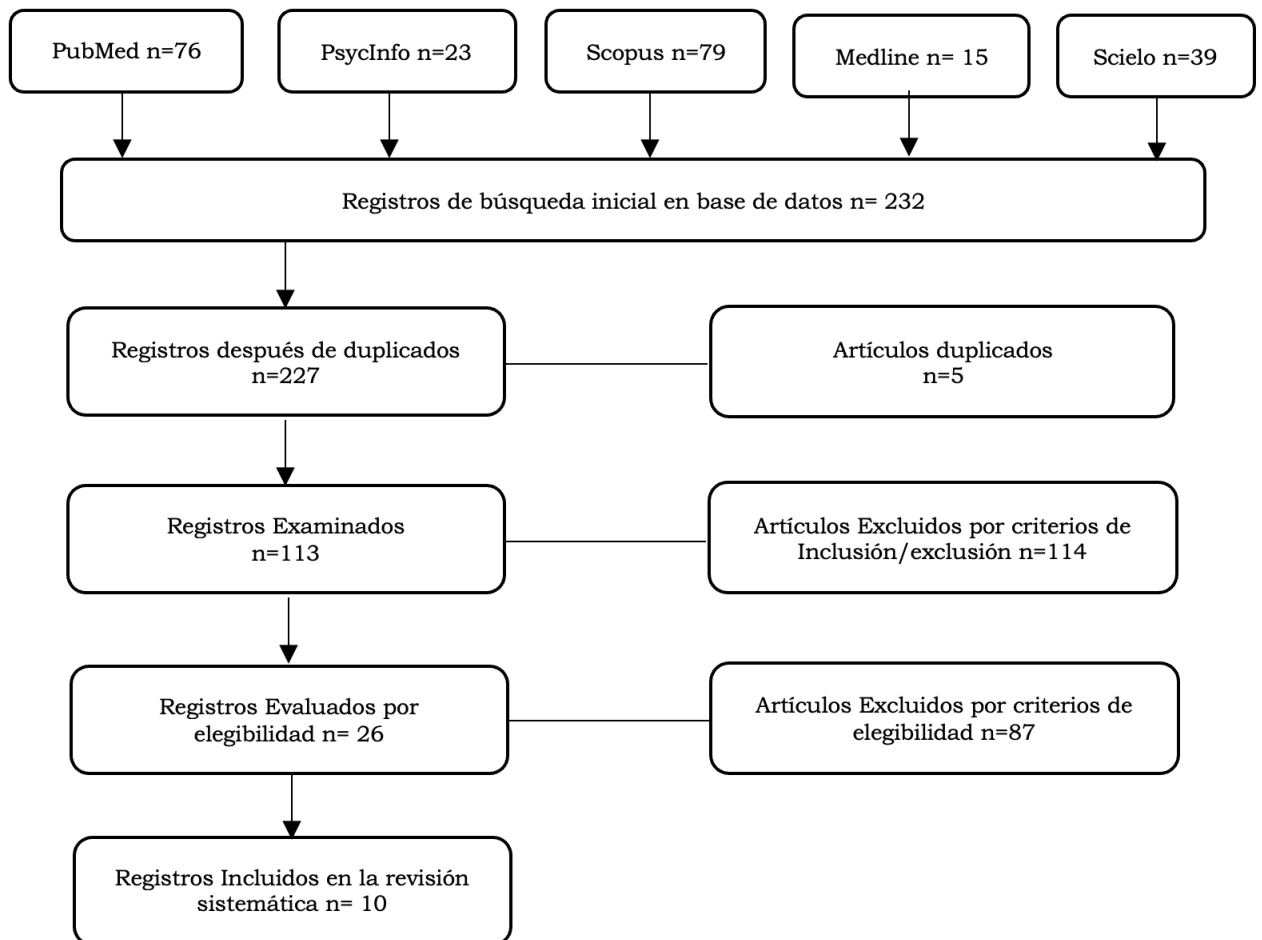 PubMed n=76
PsycInfo n=23
Scopus n=79
Medline n= 15
Scielo n=39
Registros de búsqueda inicial en base de datos n= 232
Registros después de duplicados
n=227
Artículos duplicados
n=5
Registros Examinados
n=113
Artículos Excluidos por criterios de
Inclusión/exclusión n=114
Registros Evaluados por
elegibilidad n= 26
Artículos Excluidos por criterios de
elegibilidad n=87
Registros Incluidos en la revisión
sistemática n= 10